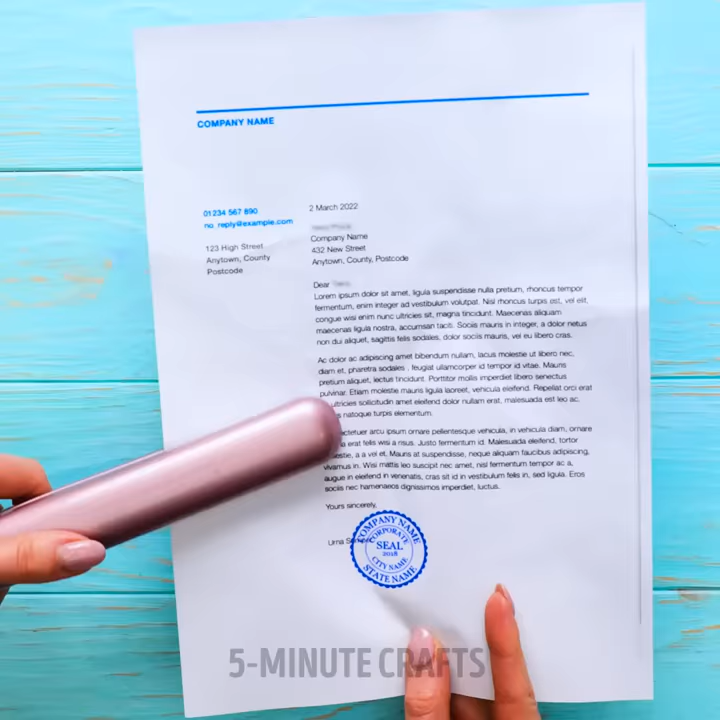 COMPANY NAME
01234 567 890
no_reply@example.com
123 High Street
Anytown, County
Postcode
2 March 2022
Company Name
432 New Street
Anytown, County, Postcode
Dear
Lorem ipsum dolor sit amet, ligula suspendisse nulla pretium, rhoncus tempor
fermentum, enim integer ad vestibulum volutpat. Nisl rhoncus turpis est, vel elit,
congue wisi enim nunc ultricies sit, magna tincidunt. Maecenas aliquam
maecenas ligula nostra, accumsan taciti. Sociis mauris in integer, a dolor netus
non dui aliquet, sagittis felis sodales, dolor sociis mauris, vel eu libero cras.
Ac dolor ac adipiscing amet bibendum nullam, lacus molestie ut libero nec,
diam et, pharetra sodales , feugiat ullamcorper id tempor id vitae. Mauris
pretium aliquet, lectus tincidunt. Porttitor mollis imperdiet libero senectus
pulvinar. Etiam molestie mauris ligula laoreet, vehicula eleifend. Repellat orci erat
ultricies sollicitudin amet eleifend dolor nullam erat, malesuada est leo ac.
natoque turpis elementum.
arcu ipsum ornare pellentesque vehicula, in vehicula diam, ornare
erat felis wisi a risus. Justo fermentum id. Malesuada eleifend, tortor
a a vel et. Mauris at suspendisse, neque aliquam faucibus adipiscing,
vivamus in. Wisi mattis leo suscipit nec amet, nisl fermentum tempor ac a,
augue in eleifend in venenatis, cras sit id in vestibulum felis in, sed ligula. Eros
sociis nec hamenaeos dignissimos imperdiet, luctus.
Yours sincerely,
Urna
COMPANY NAME
CORPORATE
SEAL
2018
CITY NAME
STATE NAME
5-MINUTE CRAFTS